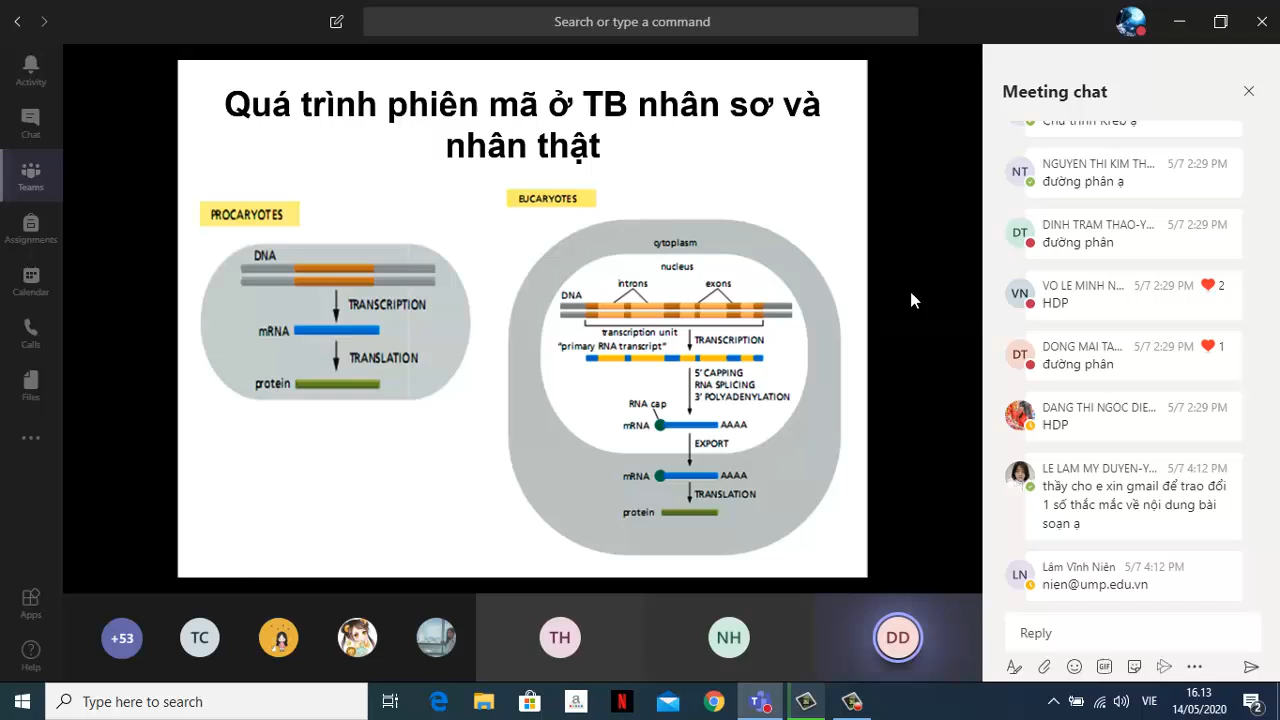 Search or type a command
Activity
Chat
Teams
Assignments
Calendar
Calls
Files
Apps
Help
Quá trình phiên mã ở TB nhân sơ và
nhân thật
PROCARYOTES
DNA
TRANSCRIPTION
mRNA
TRANSLATION
protein
EUCARYOTES
cytoplasm
nucleus
introns
exons
DNA
transcription unit
TRANSCRIPTION
"primary RNA transcript"
5' CAPPING
RNA SPLICING
3' POLYADENYLATION
RNA cap
mRNA
AAAA
EXPORT
mRNA
AAAA
TRANSLATION
protein
+53
TC
TH
NH
DD
Meeting chat
Chu trình Kreb ạ
NT
NGUYEN THI KIM TH... 5/7 2:29 PM
đường phân ạ
DT
DINH TRAM THAO-Y... 5/7 2:29 PM
đường phân
VN
VO LE MINH N... 5/7 2:29 PM 2
HDP
DT
DONG MAI TA... 5/7 2:29 PM 1
đường phân
DANG THI NGOC DIE... 5/7 2:29 PM
HDP
LE LAM MY DUYEN-Y... 5/7 4:12 PM
thầy cho e xin gmail để trao đổi
1 số thắc mắc về nội dung bài
soạn ạ
LN
Lâm Vĩnh Niên 5/7 4:12 PM
nien@ump.edu.vn
Reply
GIF
Type here to search
a
N
VIE
16.13
14/05/2020
2